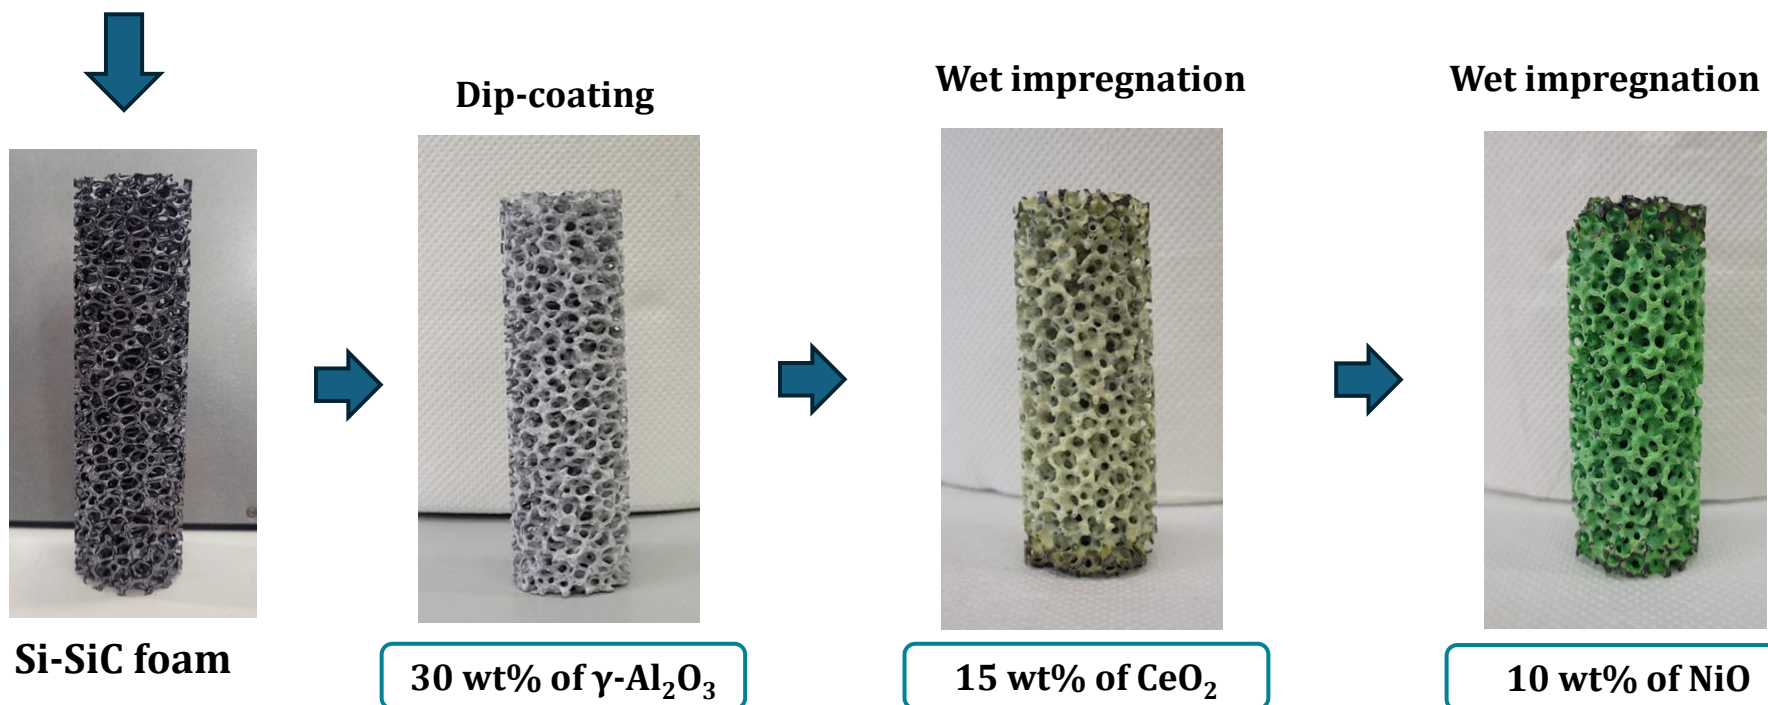 Dip-coating
Wet impregnation
Wet impregnation
Si-SiC foam
30 wt% of γ-Al₂O₃
15 wt% of CeO₂
10 wt% of NiO